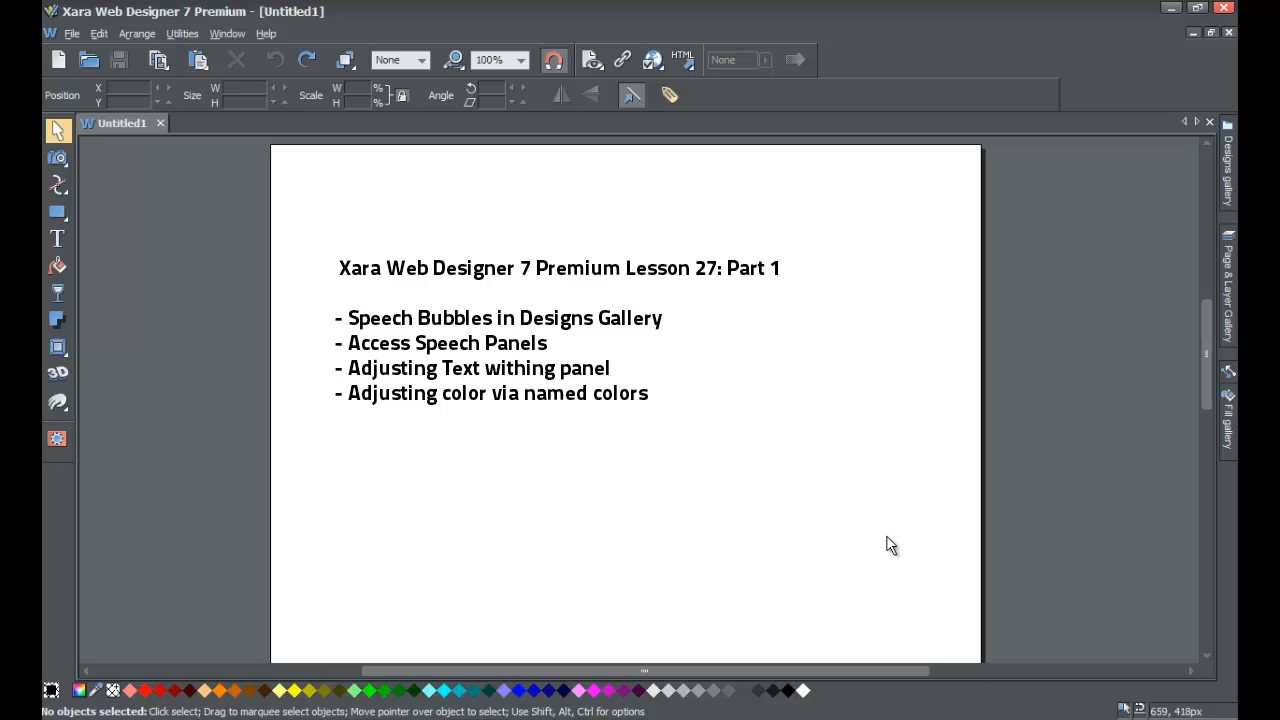 Xara Web Designer 7 Premium - [Untitled1]
W File Edit Arrange Utilities Window Help
None 100% HTML None
Position X Y Size W H Scale W H % % Angle
W Untitled1
Designs gallery
Page & Layer Gallery
Fill gallery
T
3D
Xara Web Designer 7 Premium Lesson 27: Part 1
- Speech Bubbles in Designs Gallery
- Access Speech Panels
- Adjusting Text withing panel
- Adjusting color via named colors
No objects selected: Click select; Drag to marquee select objects; Move pointer over object to select; Use Shift, Alt, Ctrl for options
659, 418px